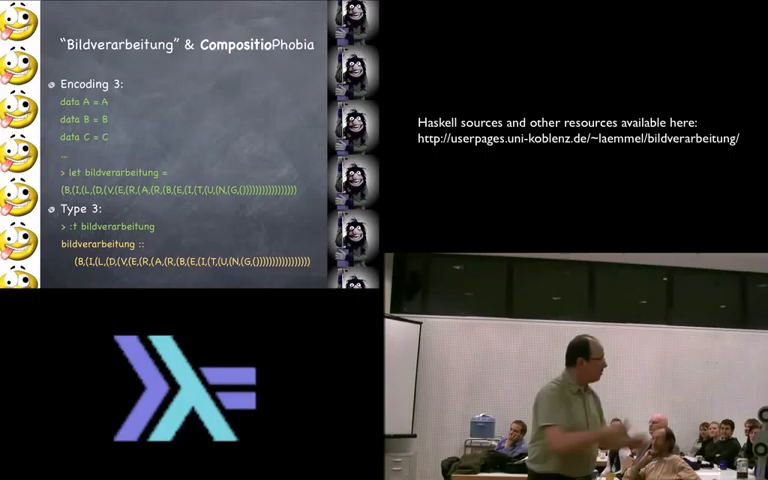 “Bildverarbeitung” & CompositioPhobia
Encoding 3:
data A = A
data B = B
data C = C
...
> let bildverarbeitung =
(B,(I,(L,(D,(V,(E,(R,(A,(R,(B,(E,(I,(T,(U,(N,(G,()))))))))))))))))
Type 3:
> :t bildverarbeitung
bildverarbeitung ::
(B,(I,(L,(D,(V,(E,(R,(A,(R,(B,(E,(I,(T,(U,(N,(G,()))))))))))))))))
Haskell sources and other resources available here:
http://userpages.uni-koblenz.de/~laemmel/bildverarbeitung/